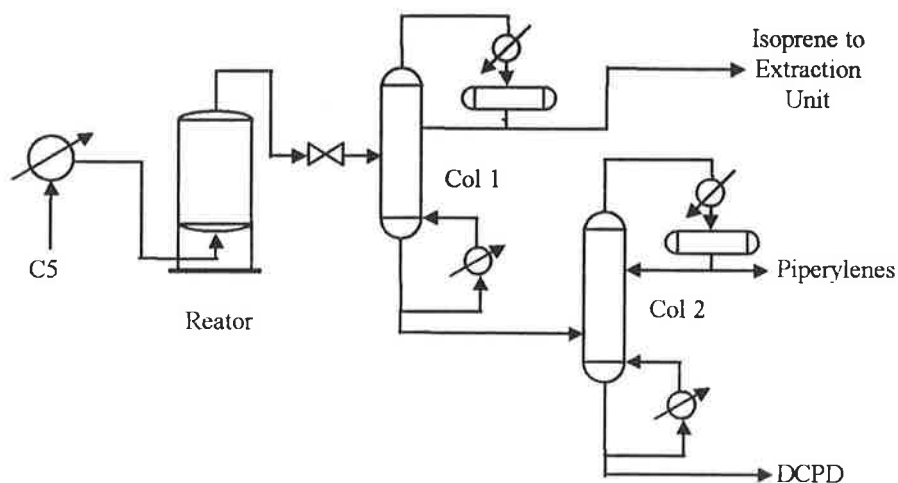 Isoprene to
Extraction
Unit
Col 1
C5
Piperylenes
Col 2
Reator
DCPD